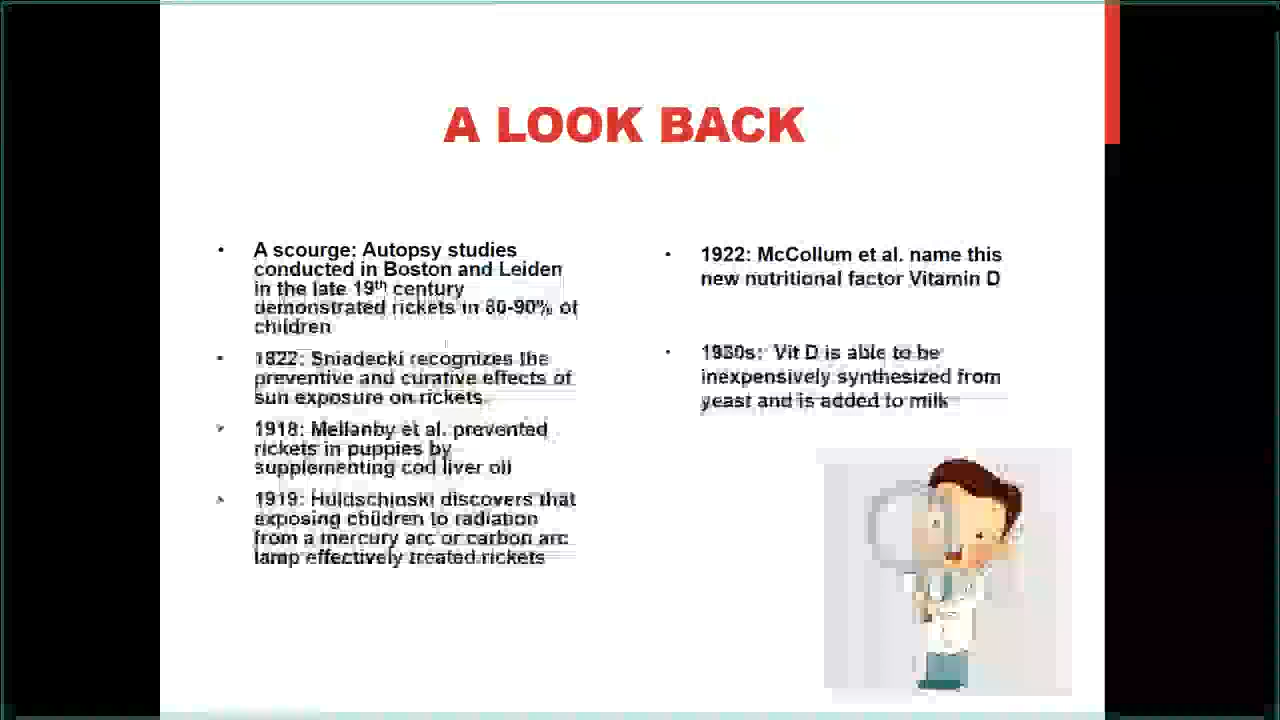 A LOOK BACK
• A scourge: Autopsy studies
conducted in Boston and Leiden
in the late 19th century
demonstrated rickets in 80-90% of
children
• 1822: Sniadecki recognizes the
preventive and curative effects of
sun exposure on rickets.
• 1918: Mellanby et al. prevented
rickets in puppies by
supplementing cod liver oil
• 1919: Huldschinski discovers that
exposing children to radiation
from a mercury arc or carbon arc
lamp effectively treated rickets
• 1922: McCollum et al. name this
new nutritional factor Vitamin D
• 1930s: Vit D is able to be
inexpensively synthesized from
yeast and is added to milk